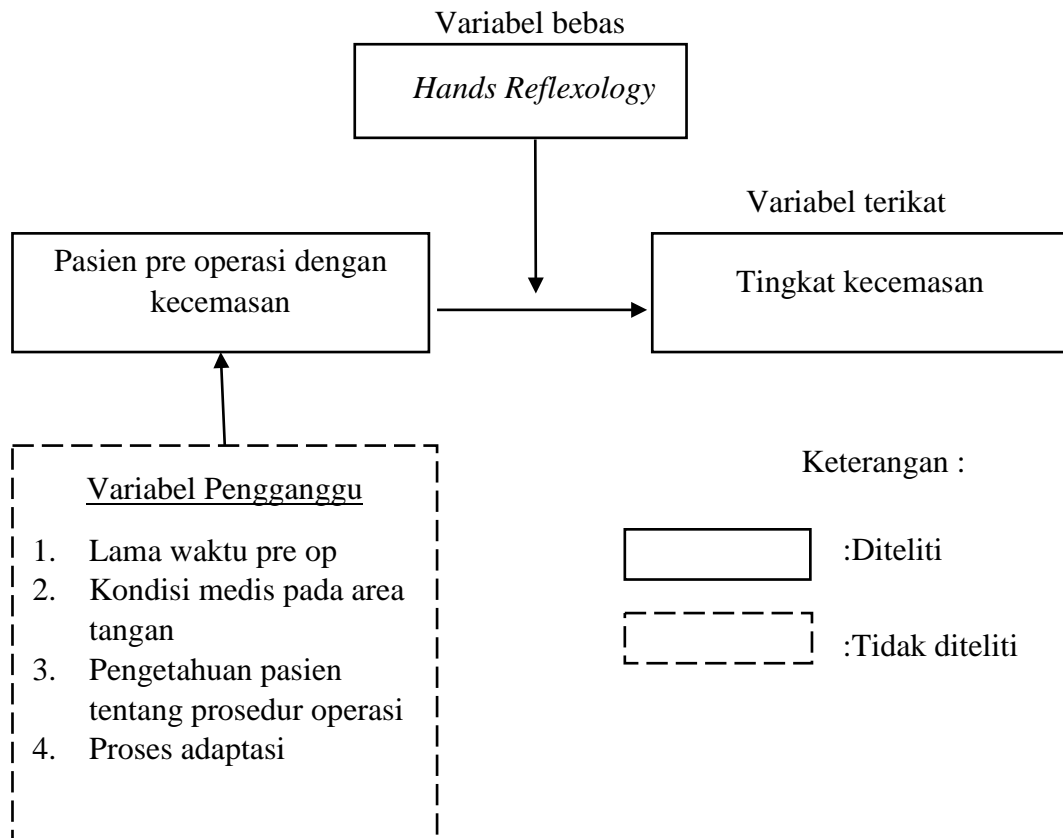 Variabel bebas
Hands Reflexology
Variabel terikat
Pasien pre operasi dengan
kecemasan
Tingkat kecemasan
Variabel Pengganggu
1. Lama waktu pre op
2. Kondisi medis pada area
tangan
3. Pengetahuan pasien
tentang prosedur operasi
4. Proses adaptasi
Keterangan :
:Diteliti
:Tidak diteliti